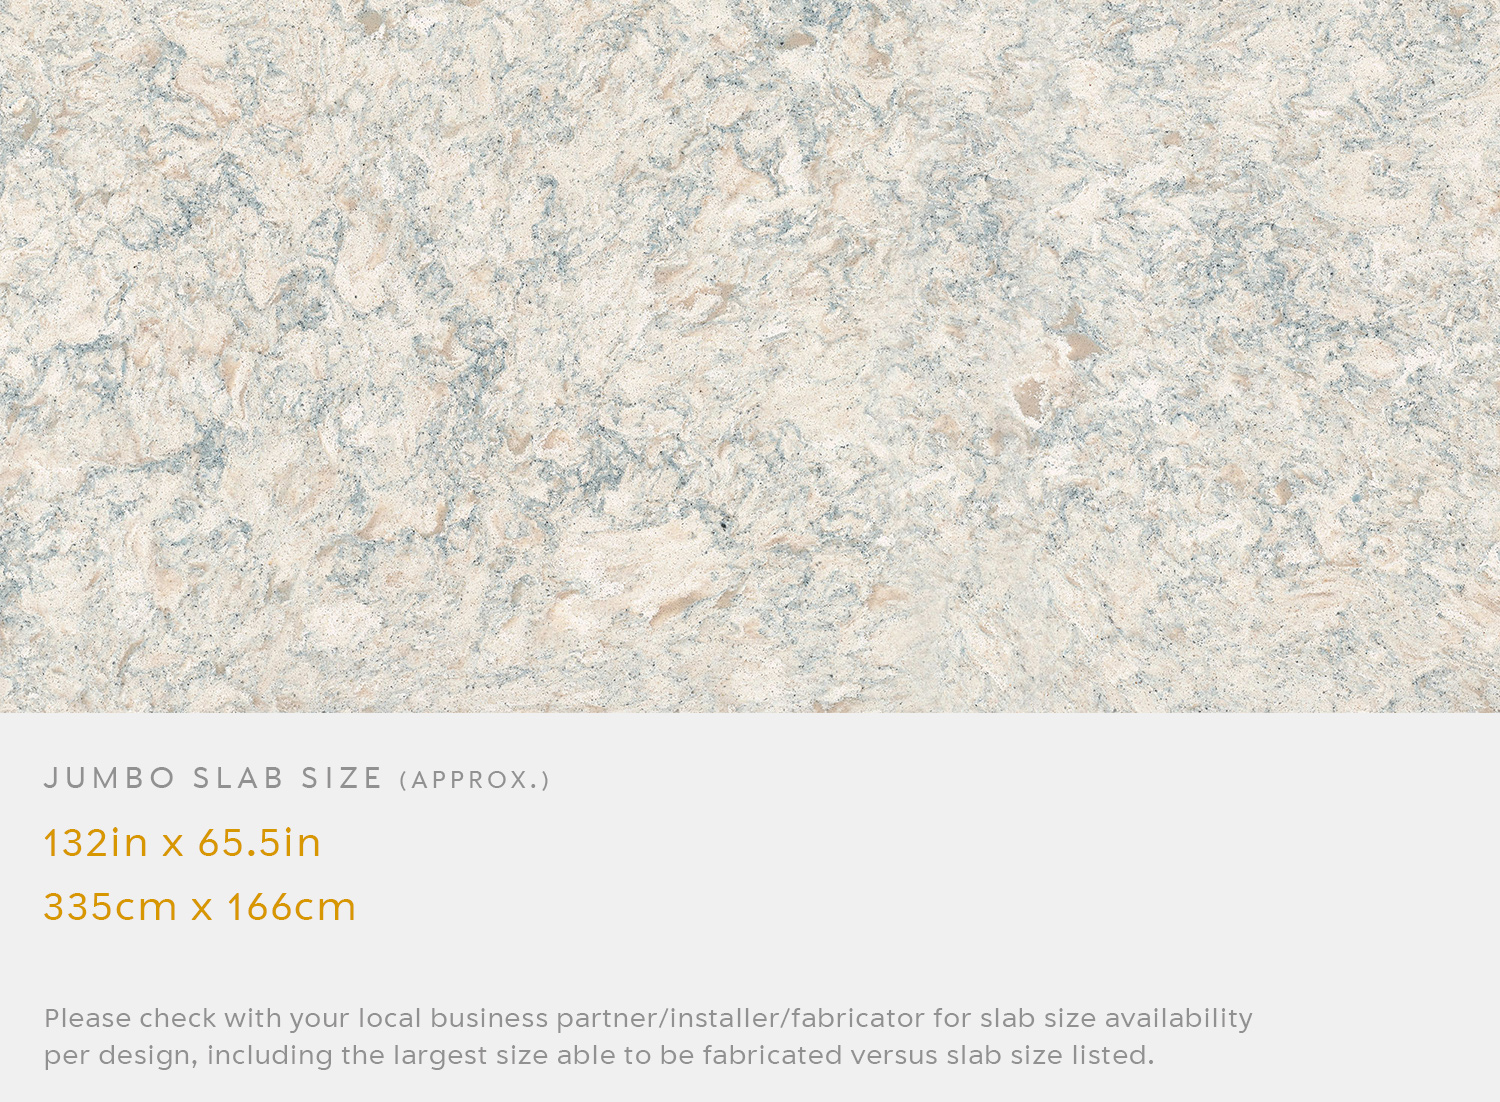 JUMBO SLAB SIZE (APPROX.)
132in x 65.5in
335cm x 166cm
Please check with your local business partner/installer/fabricator for slab size availability
per design, including the largest size able to be fabricated versus slab size listed.